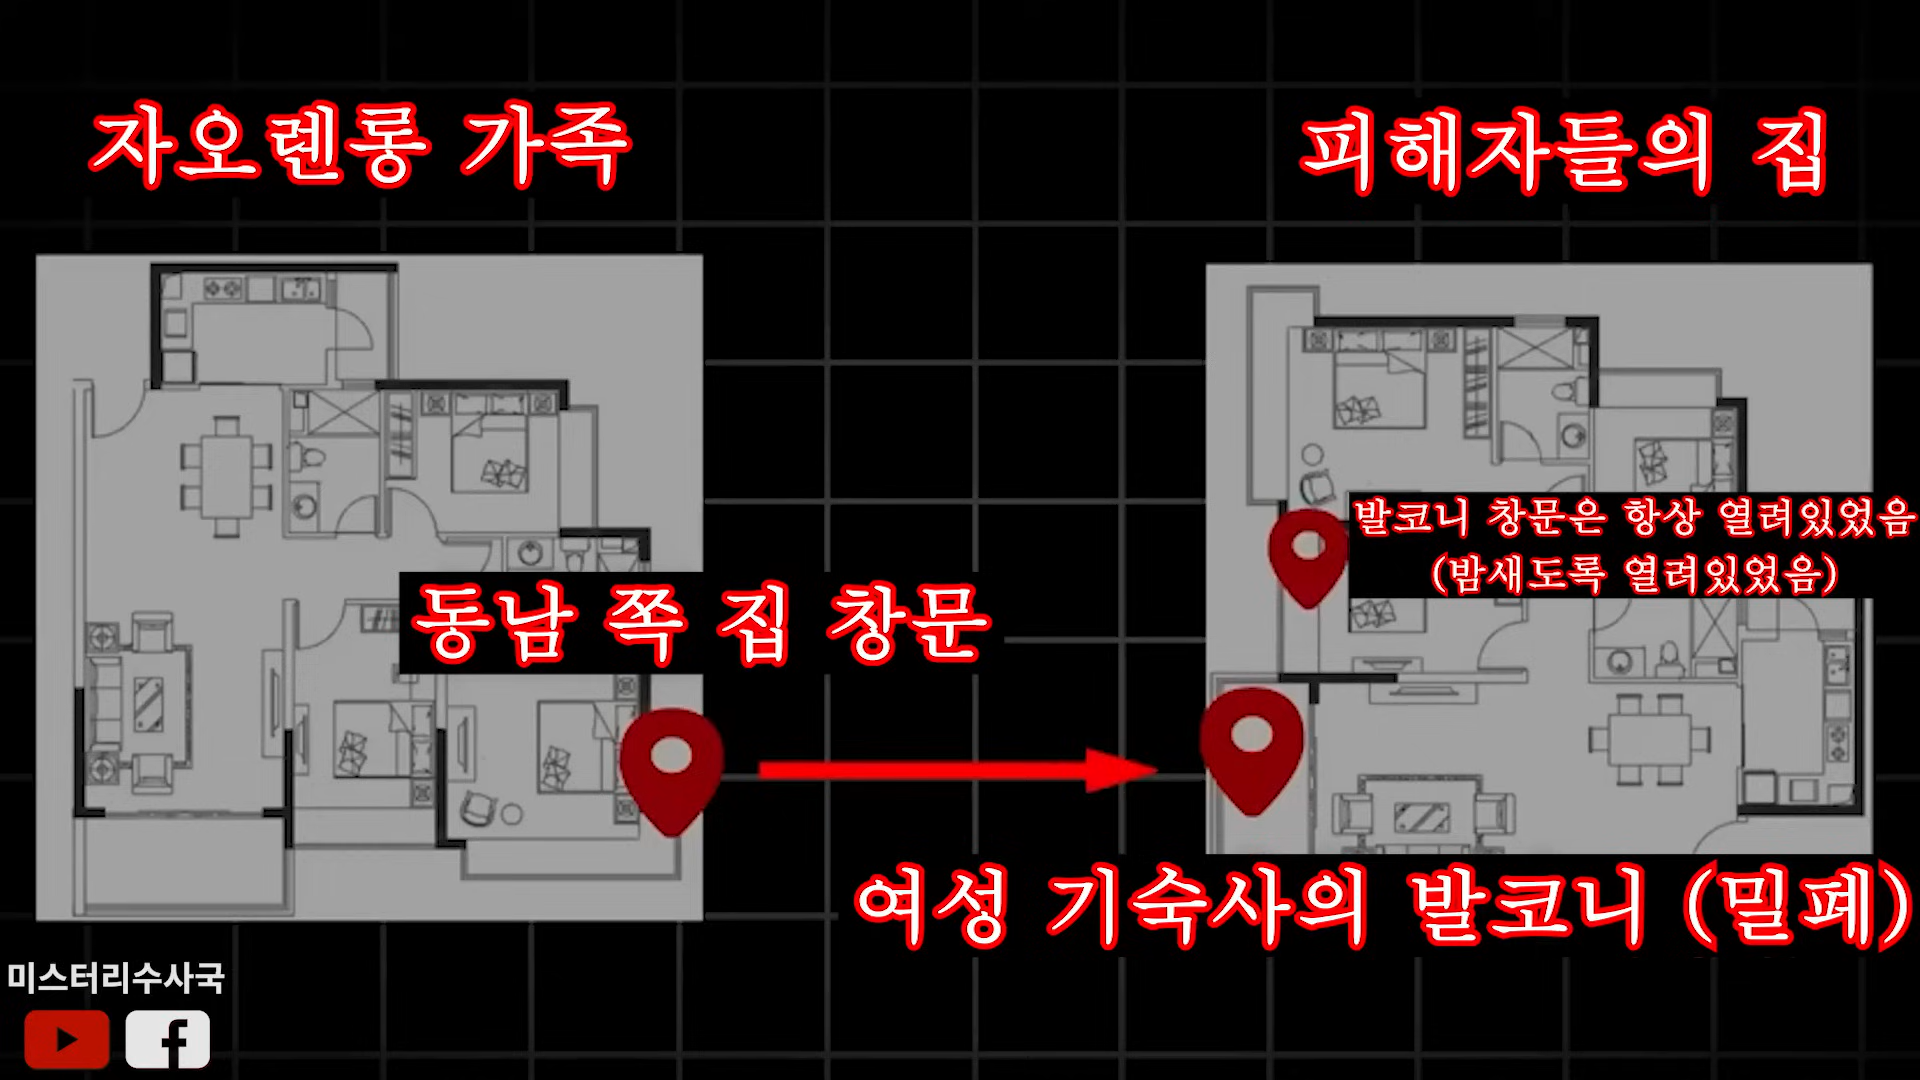 자오롄롱 가족
피해자들의 집
발코니 창문은 항상 열려있었음
(밤새도록 열려있었음)
동남 쪽 집 창문
여성 기숙사의 발코니 (밀폐)
미스터리수사국